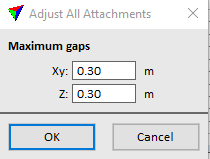 Adjust All Attachments
Maximum gaps
Xy: 0.30 m
Z: 0.30 m
OK Cancel